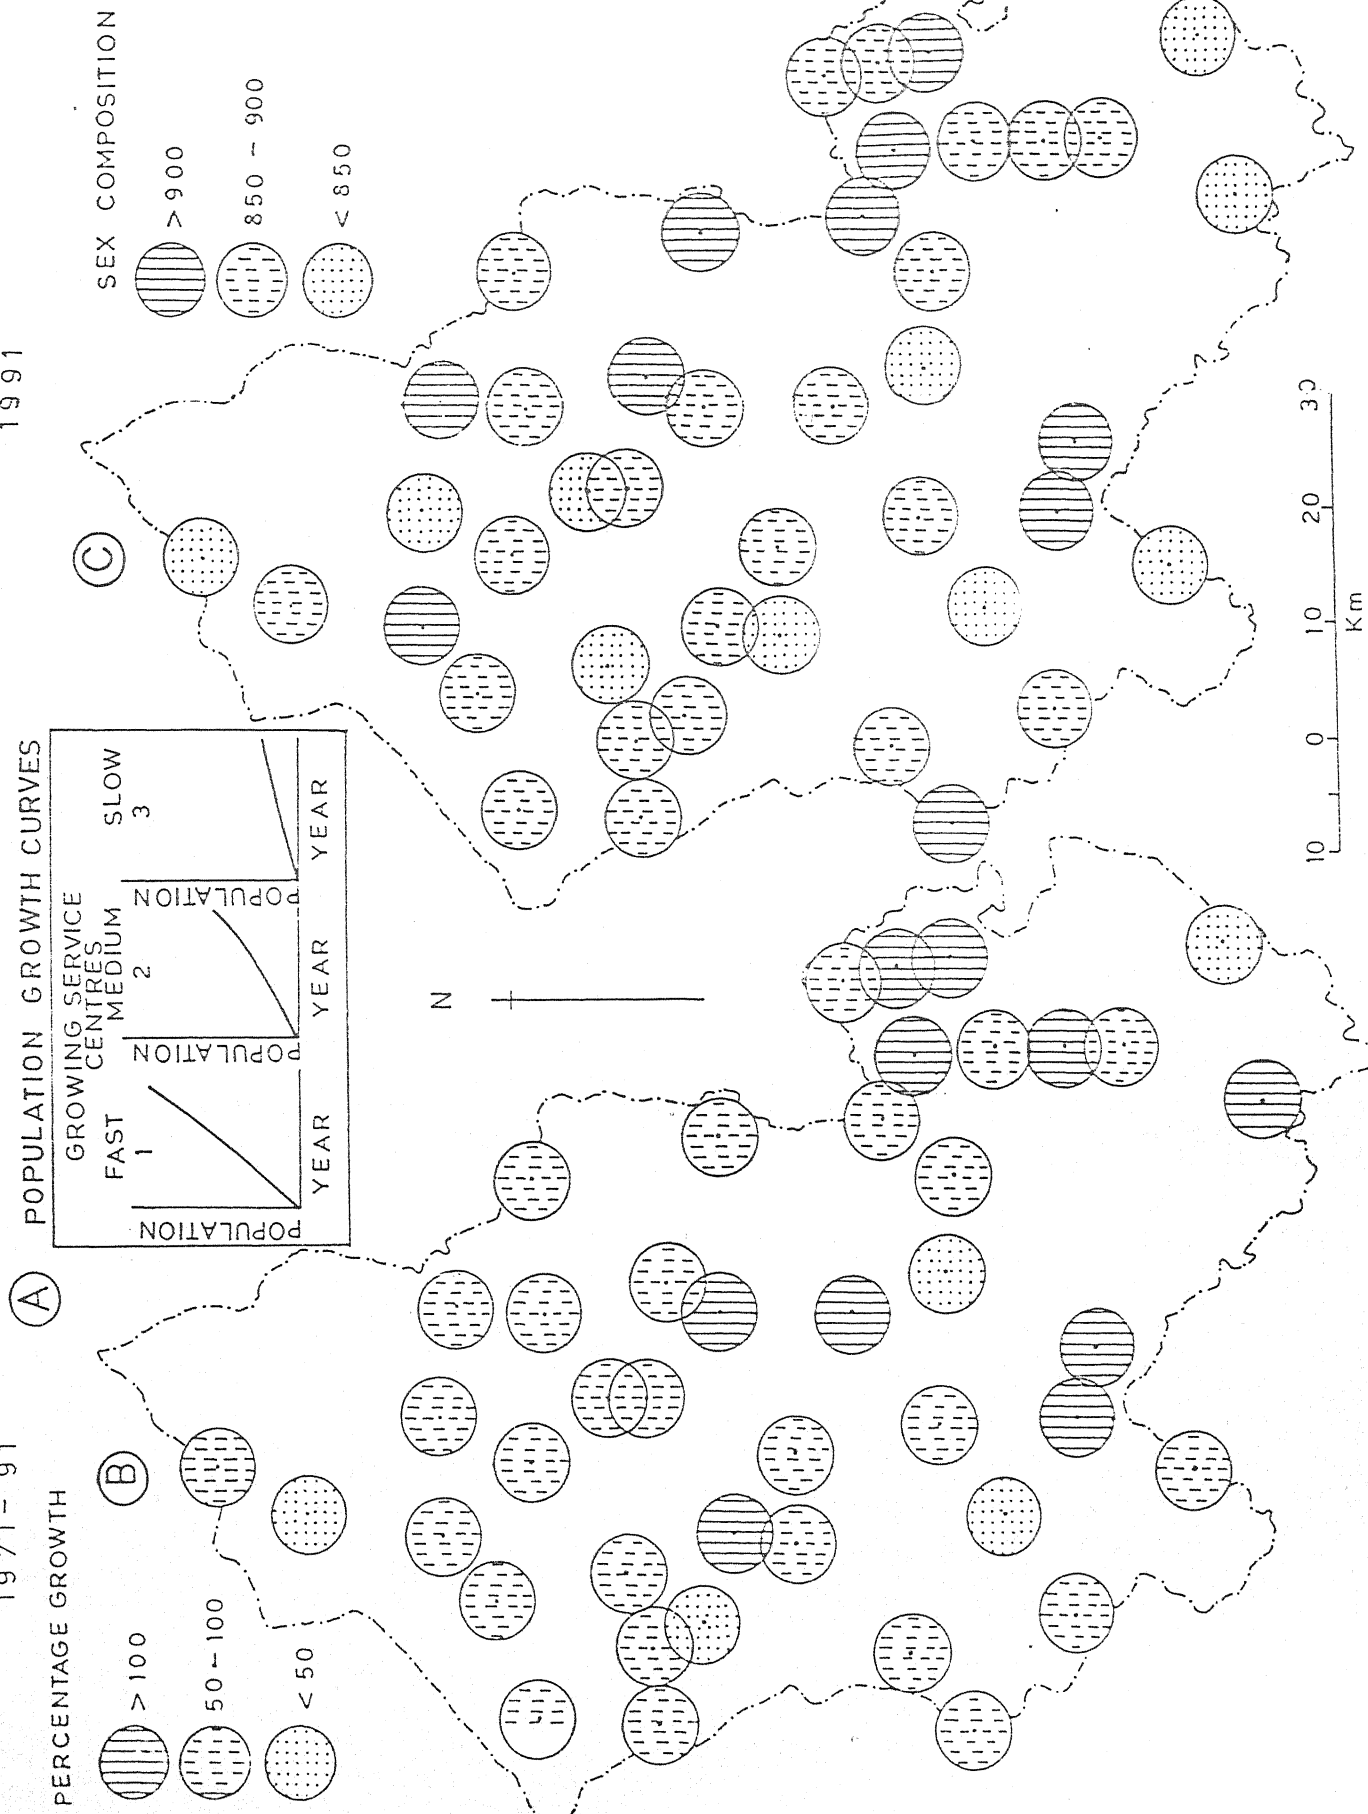 1971-91
1991
A
POPULATION GROWTH CURVES
GROWING SERVICE
CENTRES
FAST
MEDIUM
SLOW
1
2
3
POPULATION
POPULATION
POPULATION
YEAR
YEAR
YEAR
PERCENTAGE GROWTH
>100
50-100
<50
B
N
C
SEX COMPOSITION
>900
850-900
<850
10 0 10 20 30
Km